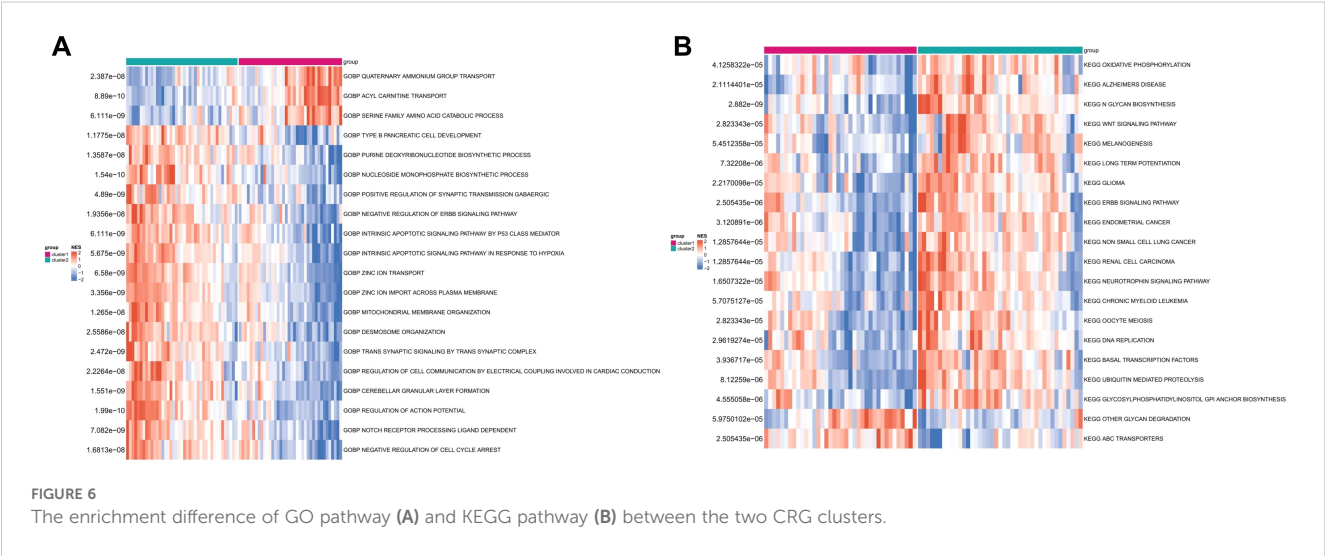 A
group
2.387e-08 GOBP QUATERNARY AMMONIUM GROUP TRANSPORT
8.89e-10 GOBP ACYL CARNITINE TRANSPORT
6.111e-09 GOBP SERINE FAMILY AMINO ACID CATABOLIC PROCESS
1.1775e-08 GOBP TYPE B PANCREATIC CELL DEVELOPMENT
1.3587e-08 GOBP PURINE DEOXYRIBONUCLEOTIDE BIOSYNTHETIC PROCESS
1.54e-10 GOBP NUCLEOSIDE MONOPHOSPHATE BIOSYNTHETIC PROCESS
4.89e-09 GOBP POSITIVE REGULATION OF SYNAPTIC TRANSMISSION GABAERGIC
1.9356e-08 GOBP NEGATIVE REGULATION OF ERBB SIGNALING PATHWAY
6.111e-09 GOBP INTRINSIC APOPTOTIC SIGNALING PATHWAY BY P53 CLASS MEDIATOR
5.675e-09 GOBP INTRINSIC APOPTOTIC SIGNALING PATHWAY IN RESPONSE TO HYPOXIA
6.58e-09 GOBP ZINC ION TRANSPORT
3.356e-09 GOBP ZINC ION IMPORT ACROSS PLASMA MEMBRANE
1.265e-08 GOBP MITOCHONDRIAL MEMBRANE ORGANIZATION
2.5586e-08 GOBP DESMOSOME ORGANIZATION
2.472e-09 GOBP TRANS SYNAPTIC SIGNALING BY TRANS SYNAPTIC COMPLEX
2.2264e-08 GOBP REGULATION OF CELL COMMUNICATION BY ELECTRICAL COUPLING INVOLVED IN CARDIAC CONDUCTION
1.551e-09 GOBP CEREBELLAR GRANULAR LAYER FORMATION
1.99e-10 GOBP REGULATION OF ACTION POTENTIAL
7.082e-09 GOBP NOTCH RECEPTOR PROCESSING LIGAND DEPENDENT
1.6813e-08 GOBP NEGATIVE REGULATION OF CELL CYCLE ARREST
group NES
cluster1 2
cluster2 1
0
−1
−2
B
group
4.1258322e-05 KEGG OXIDATIVE PHOSPHORYLATION
2.1114401e-05 KEGG ALZHEIMERS DISEASE
2.882e-09 KEGG N GLYCAN BIOSYNTHESIS
2.823343e-05 KEGG WNT SIGNALING PATHWAY
5.4512358e-05 KEGG MELANOGENESIS
7.32208e-06 KEGG LONG TERM POTENTIATION
2.2170098e-05 KEGG GLIOMA
2.505435e-06 KEGG ERBB SIGNALING PATHWAY
3.120891e-06 KEGG ENDOMETRIAL CANCER
1.2857644e-05 KEGG NON SMALL CELL LUNG CANCER
1.2857644e-05 KEGG RENAL CELL CARCINOMA
1.6507322e-05 KEGG NEUROTROPHIN SIGNALING PATHWAY
5.7075127e-05 KEGG CHRONIC MYELOID LEUKEMIA
2.823343e-05 KEGG OOCYTE MEIOSIS
2.9619274e-05 KEGG DNA REPLICATION
3.936717e-05 KEGG BASAL TRANSCRIPTION FACTORS
8.12259e-06 KEGG UBIQUITIN MEDIATED PROTEOLYSIS
4.555058e-06 KEGG GLYCOSYLPHOSPHATIDYLINOSITOL GPI ANCHOR BIOSYNTHESIS
5.9750102e-05 KEGG OTHER GLYCAN DEGRADATION
2.505435e-06 KEGG ABC TRANSPORTERS
group NES
cluster1 2
cluster2 1
0
−1
−2
FIGURE 6
The enrichment difference of GO pathway (A) and KEGG pathway (B) between the two CRG clusters.